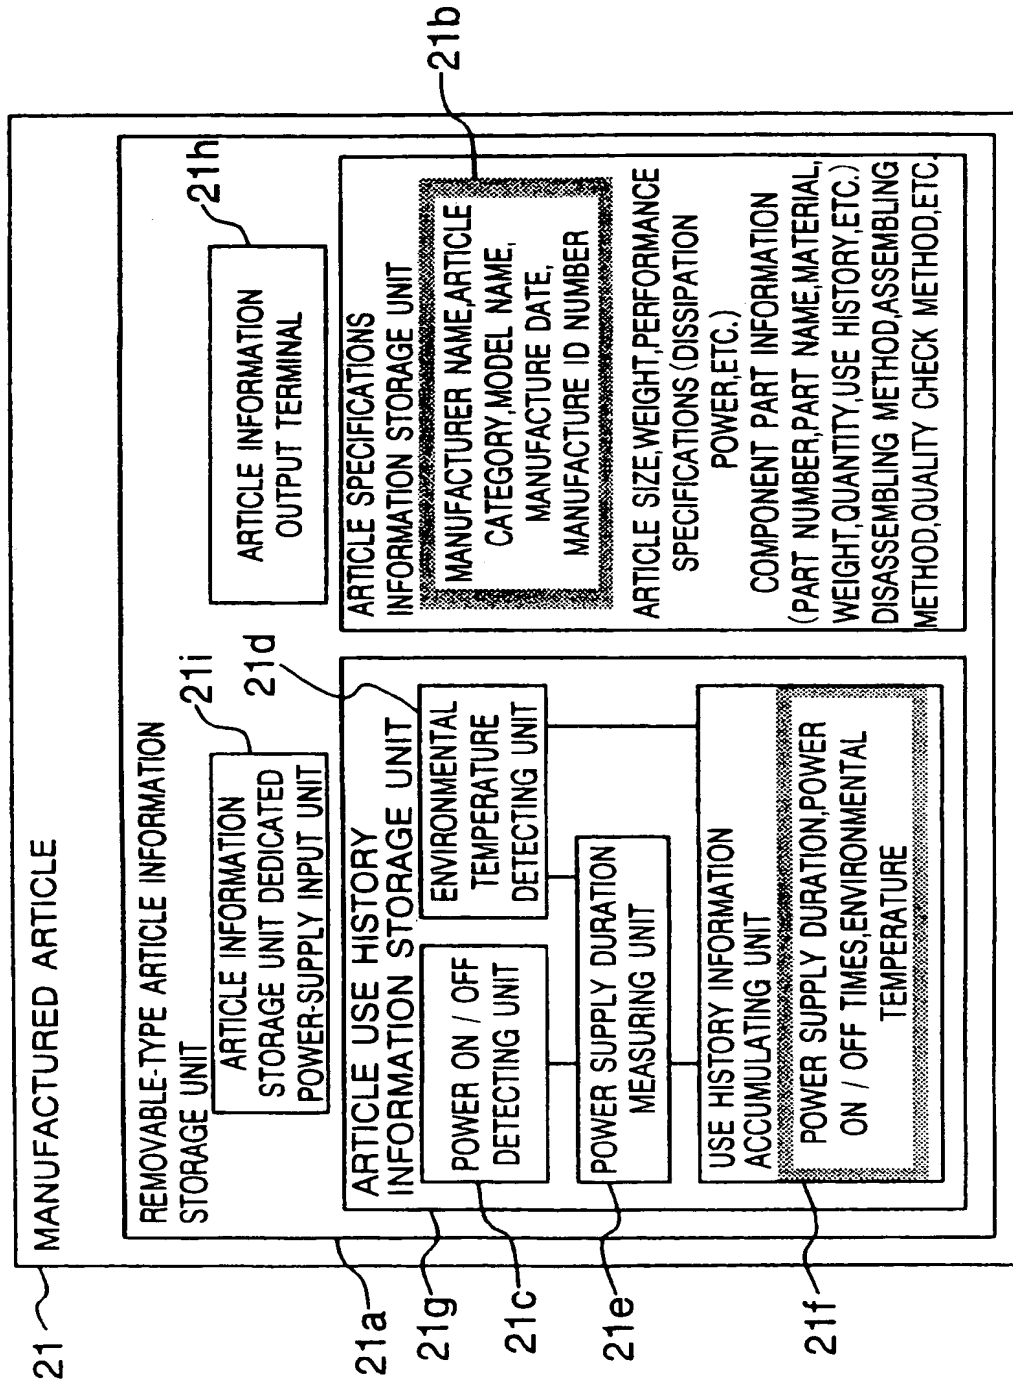 21
MANUFACTURED ARTICLE
21a
REMOVABLE-TYPE ARTICLE INFORMATION
STORAGE UNIT
21i
ARTICLE INFORMATION
STORAGE UNIT DEDICATED
POWER-SUPPLY INPUT UNIT
21h
ARTICLE INFORMATION
OUTPUT TERMINAL
21g
ARTICLE USE HISTORY
INFORMATION STORAGE UNIT
21c
POWER ON / OFF
DETECTING UNIT
21d
ENVIRONMENTAL
TEMPERATURE
DETECTING UNIT
21e
POWER SUPPLY DURATION
MEASURING UNIT
21f
USE HISTORY INFORMATION
ACCUMULATING UNIT
POWER SUPPLY DURATION,POWER
ON / OFF TIMES,ENVIRONMENTAL
TEMPERATURE
21b
ARTICLE SPECIFICATIONS
INFORMATION STORAGE UNIT
MANUFACTURER NAME,ARTICLE
CATEGORY,MODEL NAME,
MANUFACTURE DATE,
MANUFACTURE ID NUMBER
ARTICLE SIZE,WEIGHT,PERFORMANCE
SPECIFICATIONS(DISSIPATION
POWER,ETC.)
COMPONENT PART INFORMATION
(PART NUMBER,PART NAME,MATERIAL,
WEIGHT,QUANTITY,USE HISTORY,ETC.)
DISASSEMBLING METHOD,ASSEMBLING
METHOD,QUALITY CHECK METHOD,ETC.